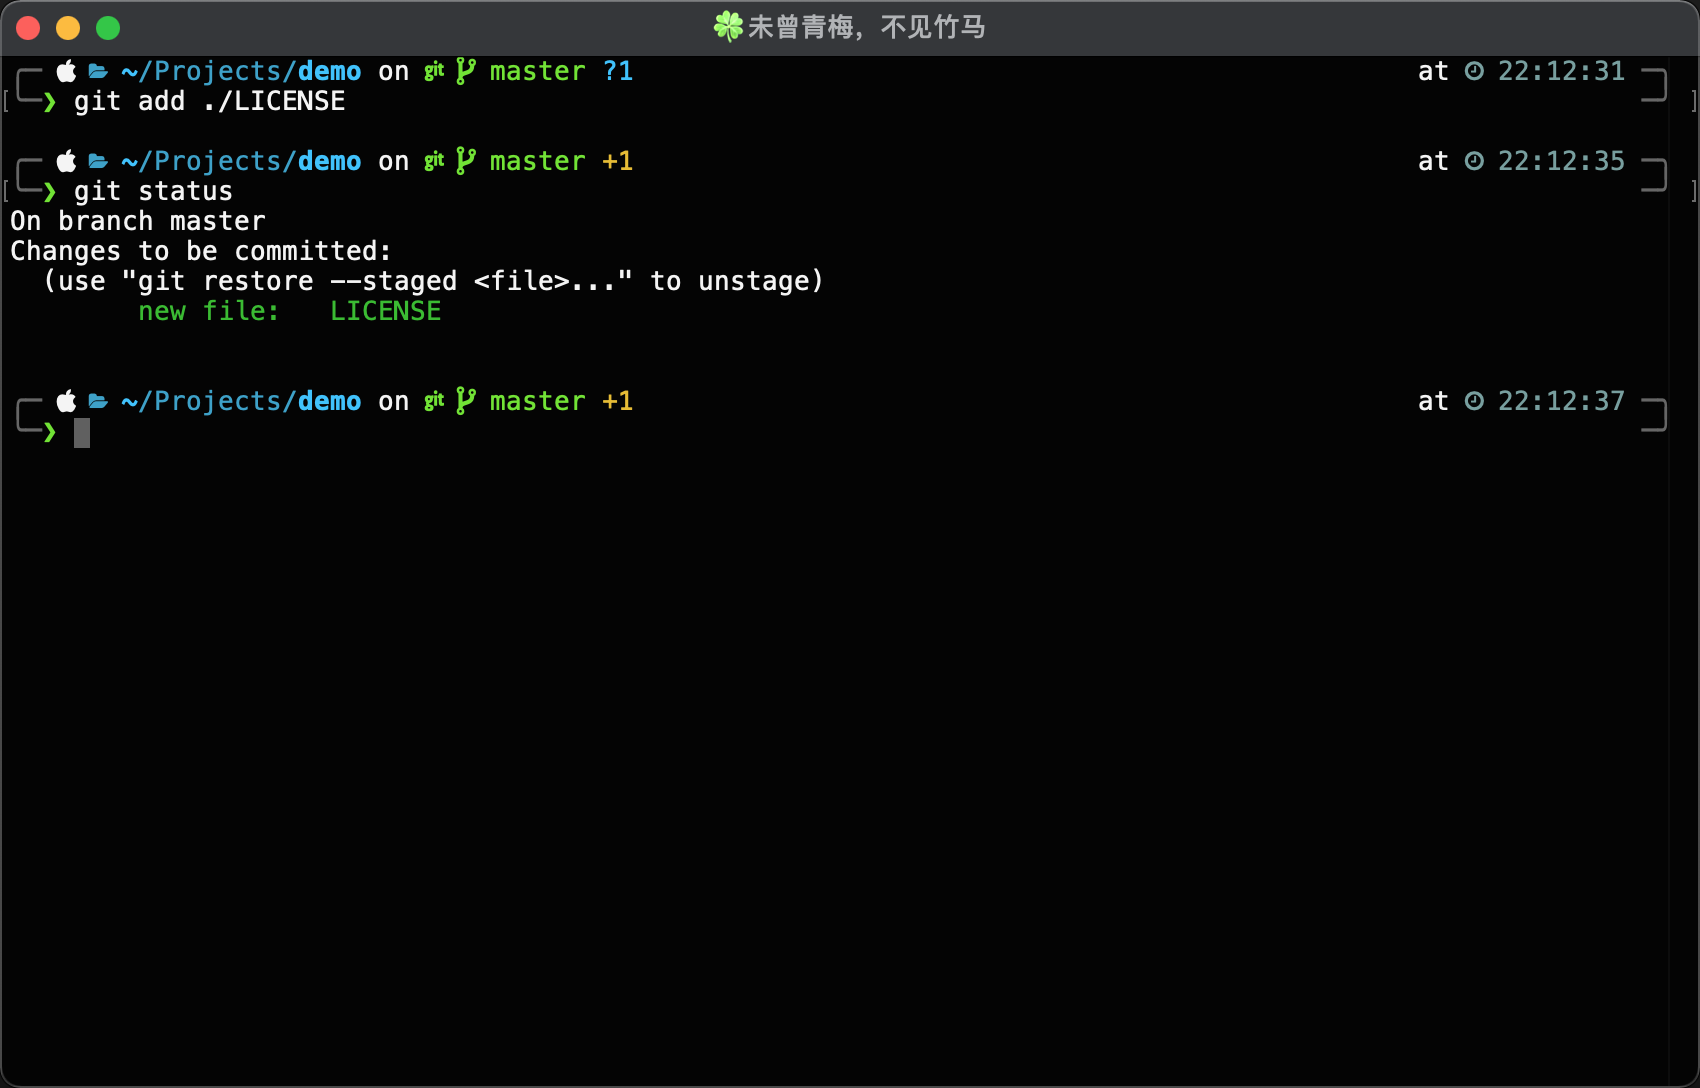 🍀未曾青梅，不见竹马
~/Projects/demo on git master ?1 at 22:12:31
❯ git add ./LICENSE
~/Projects/demo on git master +1 at 22:12:35
❯ git status
On branch master
Changes to be committed:
(use "git restore --staged <file>..." to unstage)
new file: LICENSE
~/Projects/demo on git master +1 at 22:12:37
❯